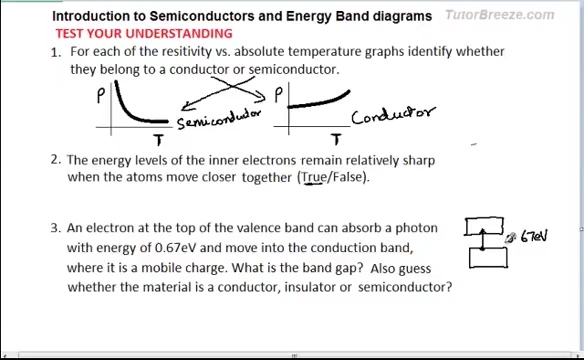 Introduction to Semiconductors and Energy Band diagrams
TutorBreeze.com
TEST YOUR UNDERSTANDING
1. For each of the resitivity vs. absolute temperature graphs identify whether
they belong to a conductor or semiconductor.
ρ
T
Semiconductor
ρ
T
Conductor
2. The energy levels of the inner electrons remain relatively sharp
when the atoms move closer together (True/False).
3. An electron at the top of the valence band can absorb a photon
with energy of 0.67eV and move into the conduction band,
where it is a mobile charge. What is the band gap? Also guess
whether the material is a conductor, insulator or semiconductor?
0.67eV